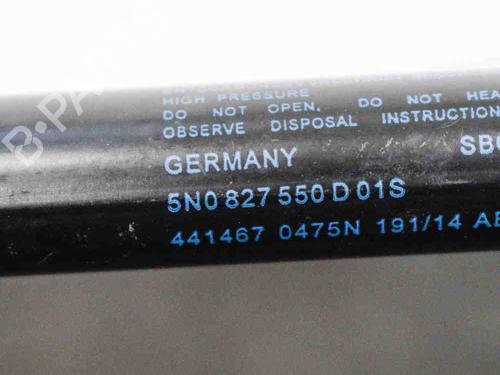 HIGH PRESSURE
DO NOT OPEN, DO NOT HEA
OBSERVE DISPOSAL INSTRUCTION
GERMANY SB
5N0 827 550 D 01S
441467 0475N 191/14 AE
B-PA